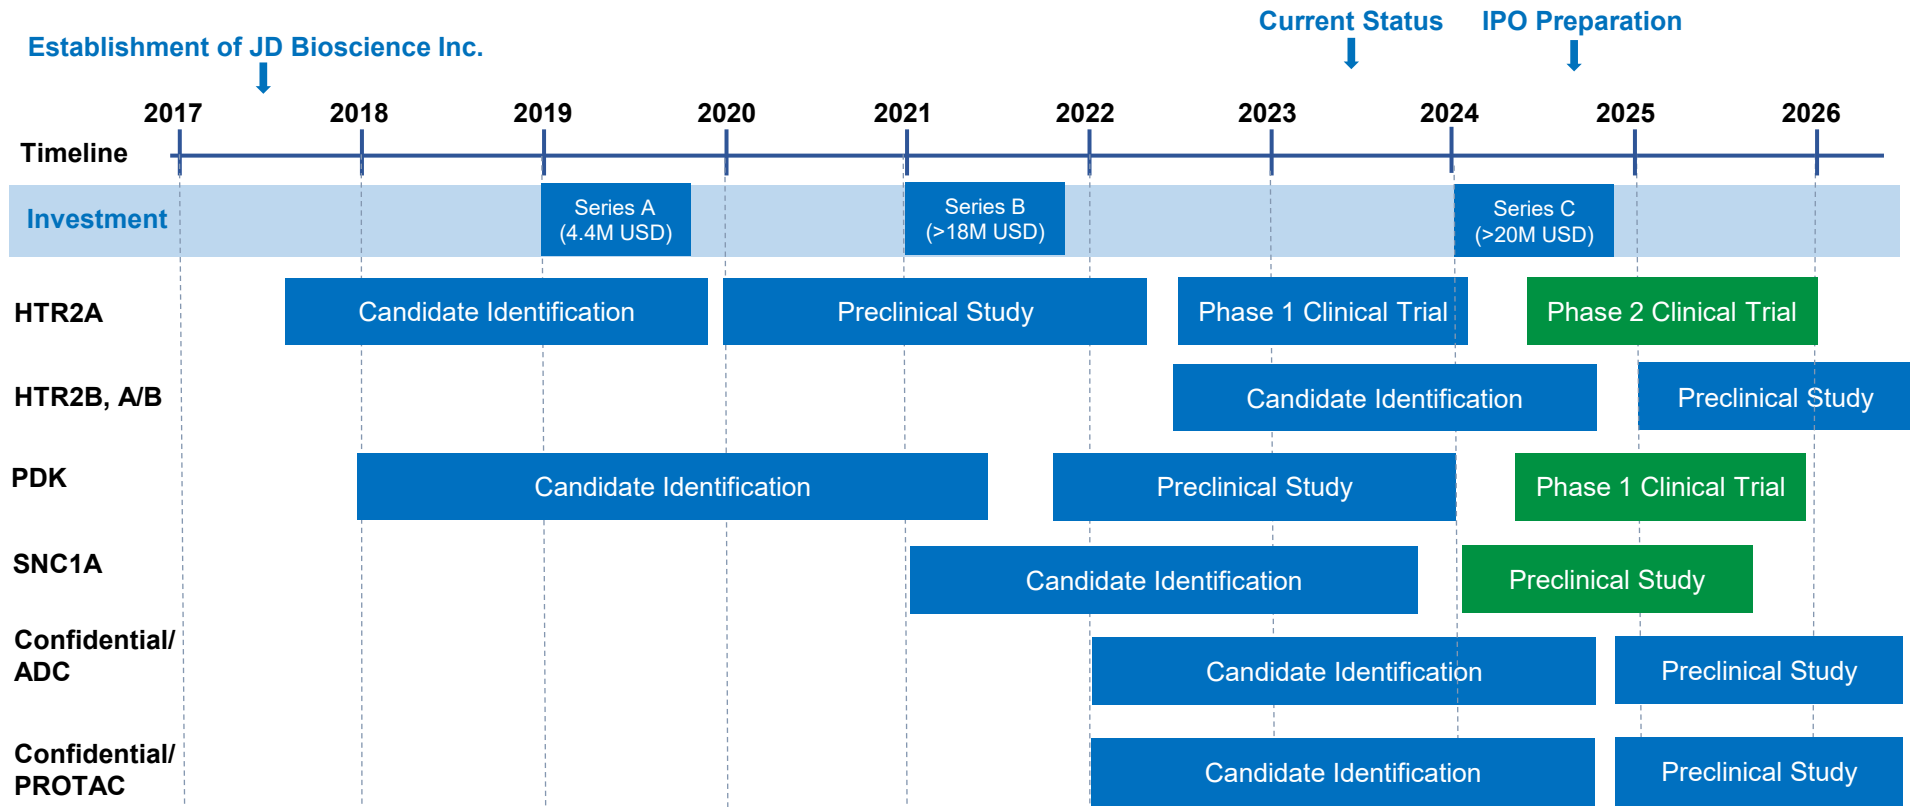 Current Status
IPO Preparation
Establishment of JD Bioscience Inc.
2017
2018
2019
2020
2021
2022
2023
2024
2025
2026
Timeline
Investment
Series A
(4.4M USD)
Series B
(>18M USD)
Series C
(>20M USD)
HTR2A
Candidate Identification
Preclinical Study
Phase 1 Clinical Trial
Phase 2 Clinical Trial
HTR2B, A/B
Candidate Identification
Preclinical Study
PDK
Candidate Identification
Preclinical Study
Phase 1 Clinical Trial
SNC1A
Candidate Identification
Preclinical Study
Confidential/
ADC
Candidate Identification
Preclinical Study
Confidential/
PROTAC
Candidate Identification
Preclinical Study